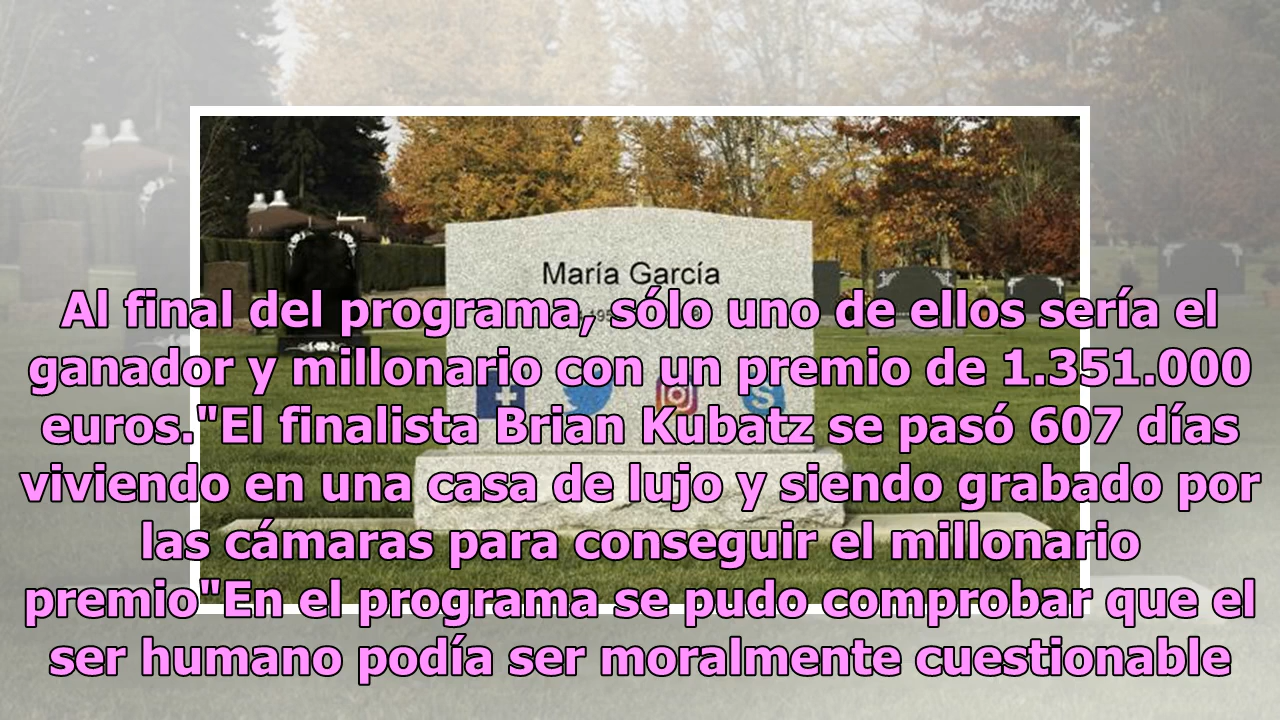 María García
Al final del programa, sólo uno de ellos sería el
ganador y millonario con un premio de 1.351.000
euros."El finalista Brian Kubatz se pasó 607 días
viviendo en una casa de lujo y siendo grabado por
las cámaras para conseguir el millonario
premio"En el programa se pudo comprobar que el
ser humano podía ser moralmente cuestionable